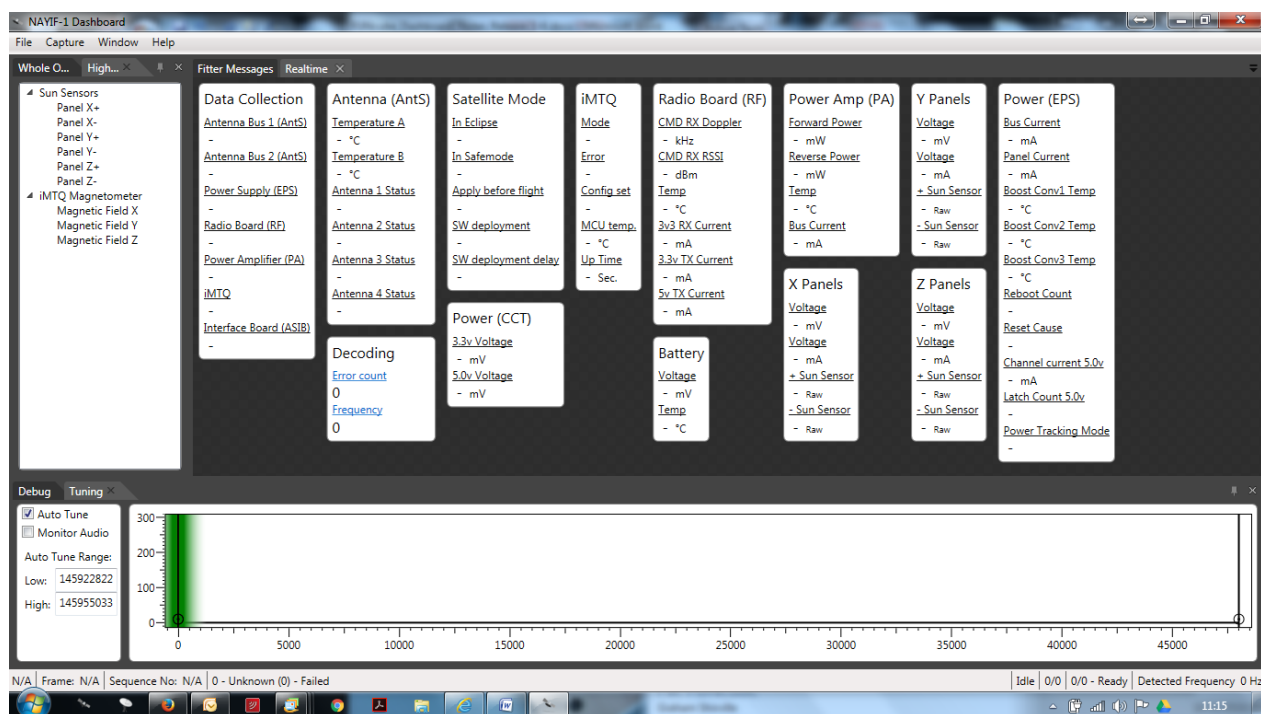 NAYIF-1 Dashboard
File Capture Window Help
Whole O... High...
Fitter Messages Realtime
Sun Sensors
Panel X+
Panel X-
Panel Y+
Panel Y-
Panel Z+
Panel Z-
iMTQ Magnetometer
Magnetic Field X
Magnetic Field Y
Magnetic Field Z
Data Collection
Antenna Bus 1 (AntS)
-
Antenna Bus 2 (AntS)
-
Power Supply (EPS)
-
Radio Board (RF)
-
Power Amplifier (PA)
-
iMTQ
-
Interface Board (ASIB)
-
Antenna (AntS)
Temperature A
- °C
Temperature B
- °C
Antenna 1 Status
-
Antenna 2 Status
-
Antenna 3 Status
-
Antenna 4 Status
-
Decoding
Error count
0
Frequency
0
Satellite Mode
In Eclipse
-
In Safemode
-
Apply before flight
-
SW deployment
-
SW deployment delay
-
Power (CCT)
3.3v Voltage
- mV
5.0v Voltage
- mV
iMTQ
Mode
-
Error
-
Config set
-
MCU temp.
- °C
Up Time
- Sec.
Radio Board (RF)
CMD RX Doppler
- kHz
CMD RX RSSI
- dBm
Temp
- °C
3v3 RX Current
- mA
3.3v TX Current
- mA
5v TX Current
- mA
Battery
Voltage
- mV
Temp
- °C
Power Amp (PA)
Forward Power
- mW
Reverse Power
- mW
Temp
- °C
Bus Current
- mA
X Panels
Voltage
- mV
Voltage
- mA
+ Sun Sensor
- Raw
- Sun Sensor
- Raw
Y Panels
Voltage
- mV
Voltage
- mA
+ Sun Sensor
- Raw
- Sun Sensor
- Raw
Z Panels
Voltage
- mV
Voltage
- mA
+ Sun Sensor
- Raw
- Sun Sensor
- Raw
Power (EPS)
Bus Current
- mA
Panel Current
- mA
Boost Conv1 Temp
- °C
Boost Conv2 Temp
- °C
Boost Conv3 Temp
- °C
Reboot Count
-
Reset Cause
-
Channel current 5.0v
- mA
Latch Count 5.0v
-
Power Tracking Mode
-
Debug Tuning
Auto Tune
Monitor Audio
Auto Tune Range:
Low: 145922822
High: 145955033
300
200
100
0
0 5000 10000 15000 20000 25000 30000 35000 40000 45000
N/A Frame: N/A Sequence No: N/A 0 - Unknown (0) - Failed
Idle 0/0 0/0 - Ready Detected Frequency 0 Hz
11:15